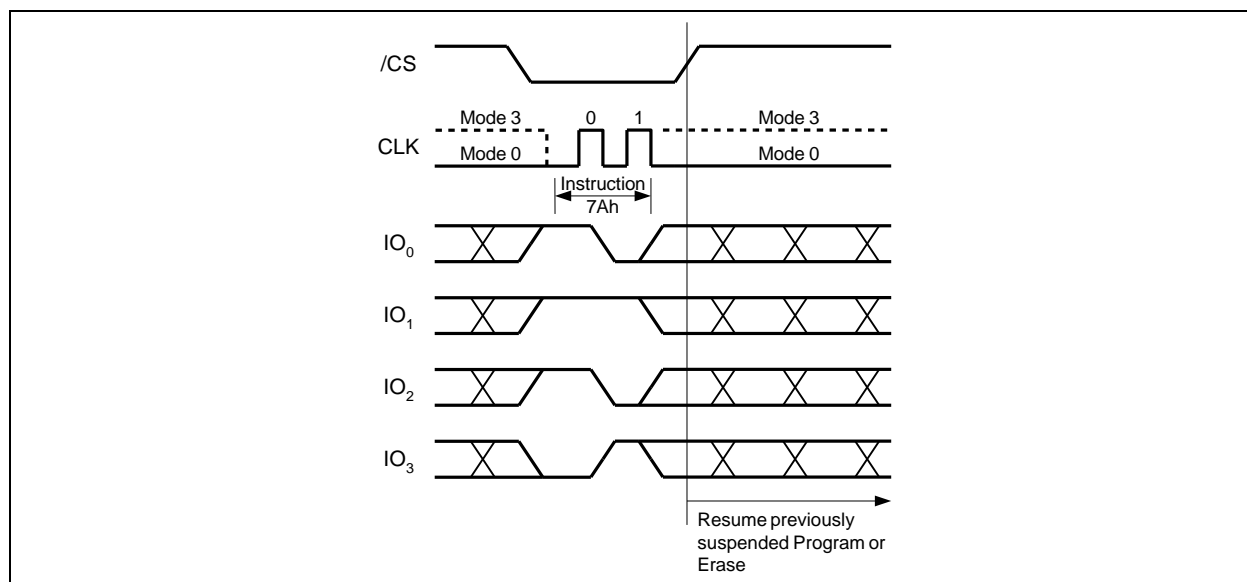 /CS
Mode 3 0 1 Mode 3
CLK
Mode 0 Mode 0
Instruction
7Ah
IO0
IO1
IO2
IO3
Resume previously
suspended Program or
Erase